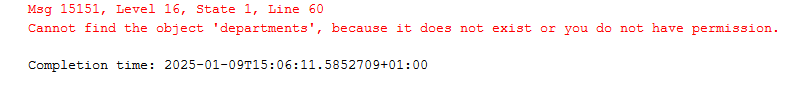 Msg 15151, Level 16, State 1, Line 60
Cannot find the object 'departments', because it does not exist or you do not have permission.
Completion time: 2025-01-09T15:06:11.5852709+01:00